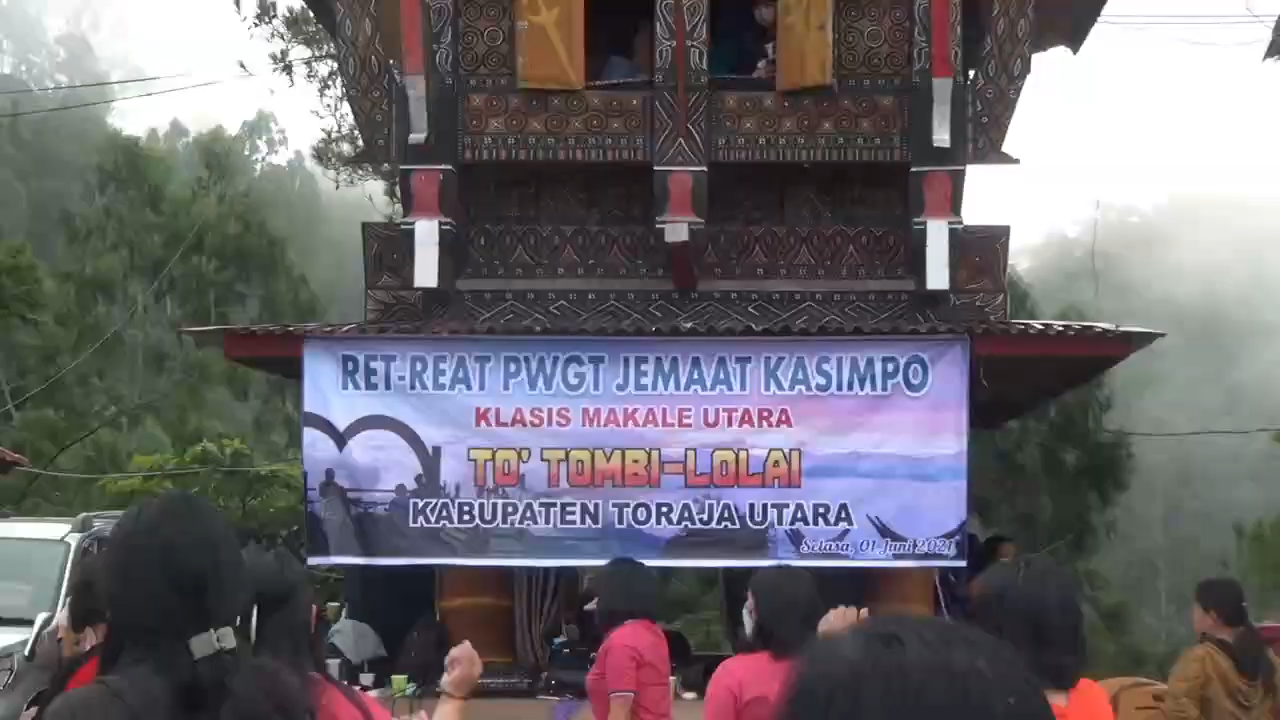 RET-REAT PWGT JEMAAT KASIMPO
KLASIS MAKALE UTARA
TO' TOMBI-LOLAI
KABUPATEN TORAJA UTARA
Selasa, 01 Juni 2021